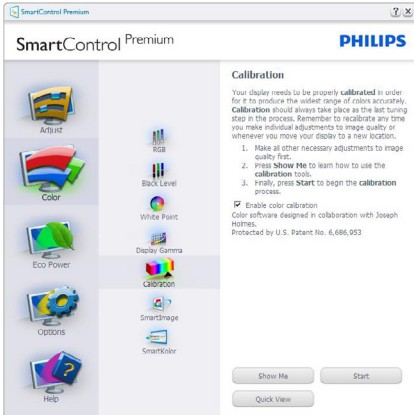 SmartControl Premium
SmartControl Premium
PHILIPS
Adjust
Color
Eco Power
Options
Help
RGB
Black Level
White Point
Display Gamma
Calibration
SmartImage
SmartKolor
Calibration
Your display needs to be properly calibrated in order
for it to produce the widest range of colors accurately.
Calibration should always take place as the last tuning
step in the process. Remember to recalibrate any time
you make individual adjustments to image quality or
whenever you move your display to a new location.
1. Make all other necessary adjustments to image
quality first.
2. Press Show Me to learn how to use the
calibration tools.
3. Finally, press Start to begin the calibration
process.
Enable color calibration
Color software designed in collaboration with Joseph
Holmes.
Protected by U.S. Patent No. 6,686,953
Show Me
Start
Quick View